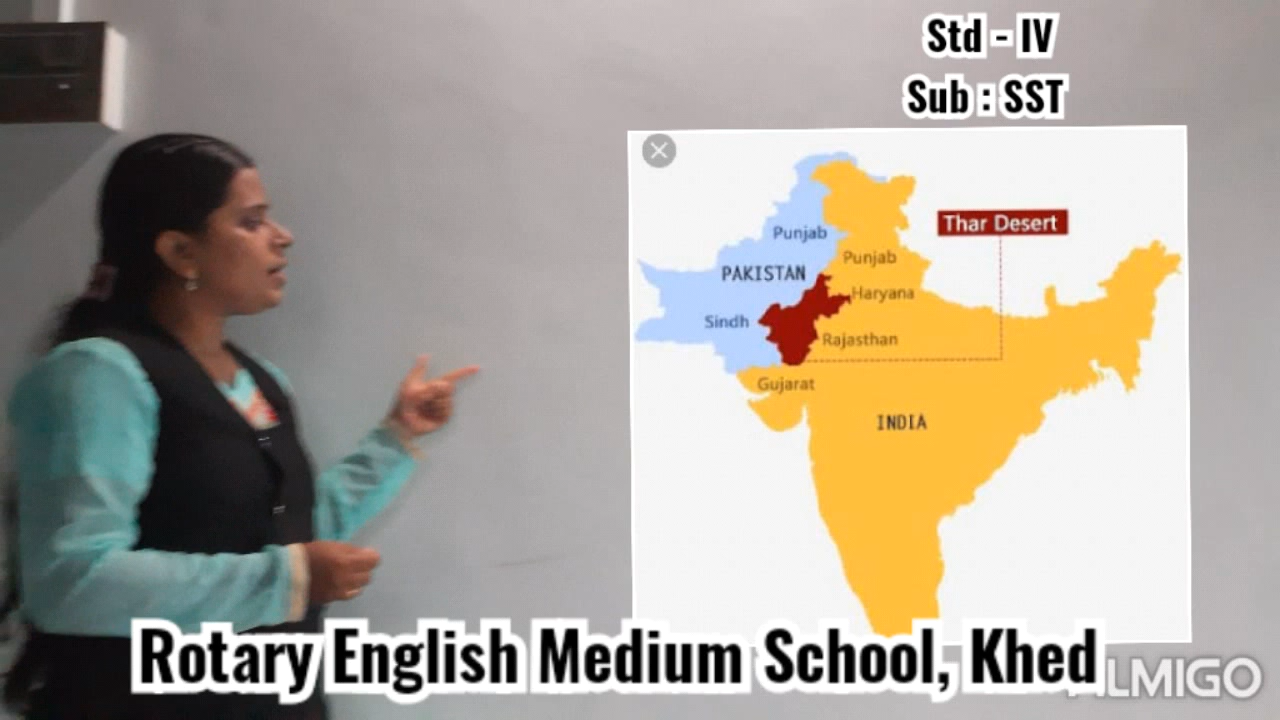 Std - IV
Sub : SST
Thar Desert
Punjab
Punjab
PAKISTAN
Haryana
Sindh
Rajasthan
Gujarat
INDIA
Rotary English Medium School, Khed
FILMIGO